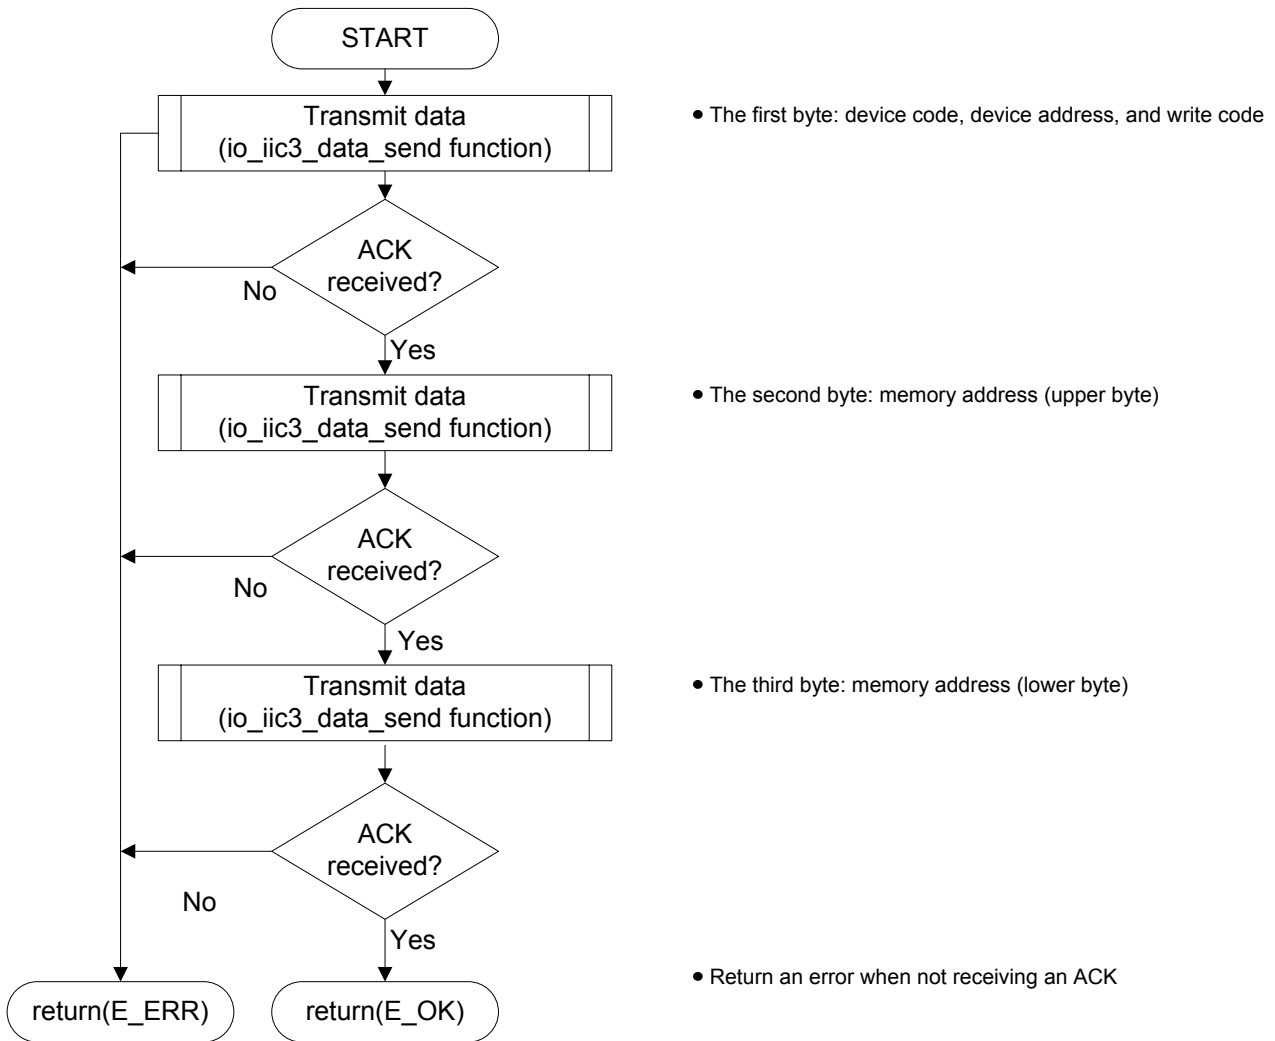 START
Transmit data
(io_iic3_data_send function)
• The first byte: device code, device address, and write code
ACK
received?
No
Yes
Transmit data
(io_iic3_data_send function)
• The second byte: memory address (upper byte)
ACK
received?
No
Yes
Transmit data
(io_iic3_data_send function)
• The third byte: memory address (lower byte)
ACK
received?
No
Yes
• Return an error when not receiving an ACK
return(E_ERR)
return(E_OK)